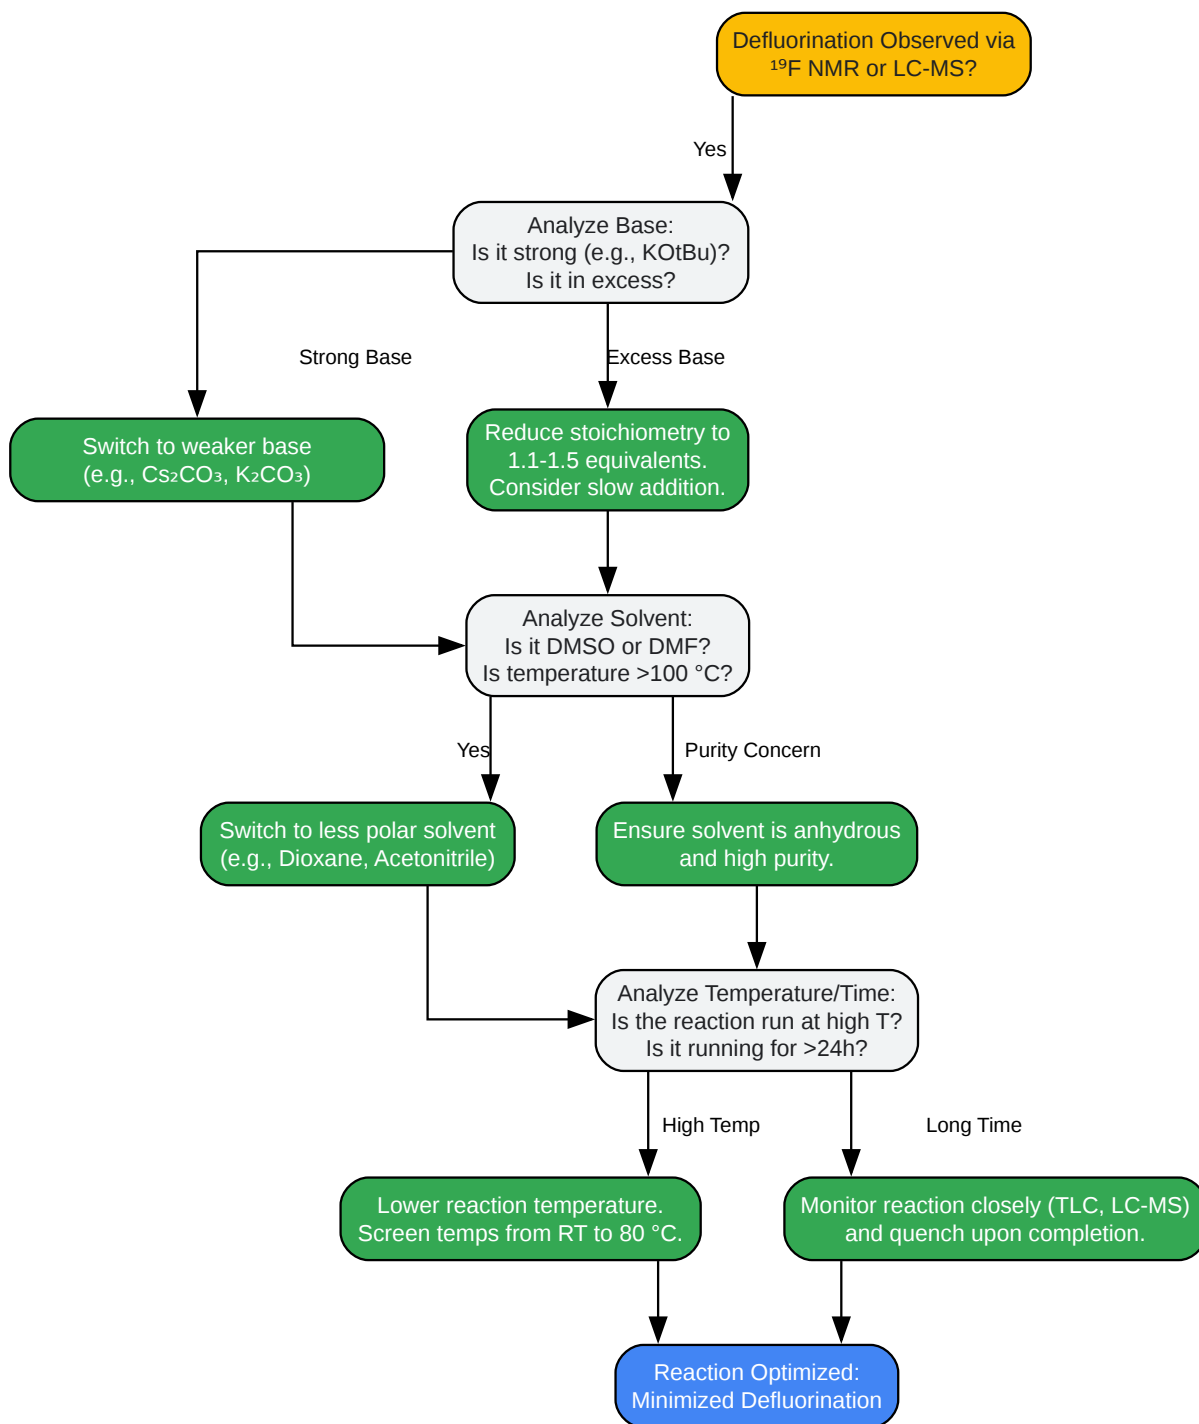 Defluorination Observed via
¹⁹F NMR or LC-MS?
Yes
Analyze Base:
Is it strong (e.g., KOtBu)?
Is it in excess?
Strong Base
Excess Base
Switch to weaker base
(e.g., Cs₂CO₃, K₂CO₃)
Reduce stoichiometry to
1.1-1.5 equivalents.
Consider slow addition.
Analyze Solvent:
Is it DMSO or DMF?
Is temperature >100 °C?
Yes
Purity Concern
Switch to less polar solvent
(e.g., Dioxane, Acetonitrile)
Ensure solvent is anhydrous
and high purity.
Analyze Temperature/Time:
Is the reaction run at high T?
Is it running for >24h?
High Temp
Long Time
Lower reaction temperature.
Screen temps from RT to 80 °C.
Monitor reaction closely (TLC, LC-MS)
and quench upon completion.
Reaction Optimized:
Minimized Defluorination